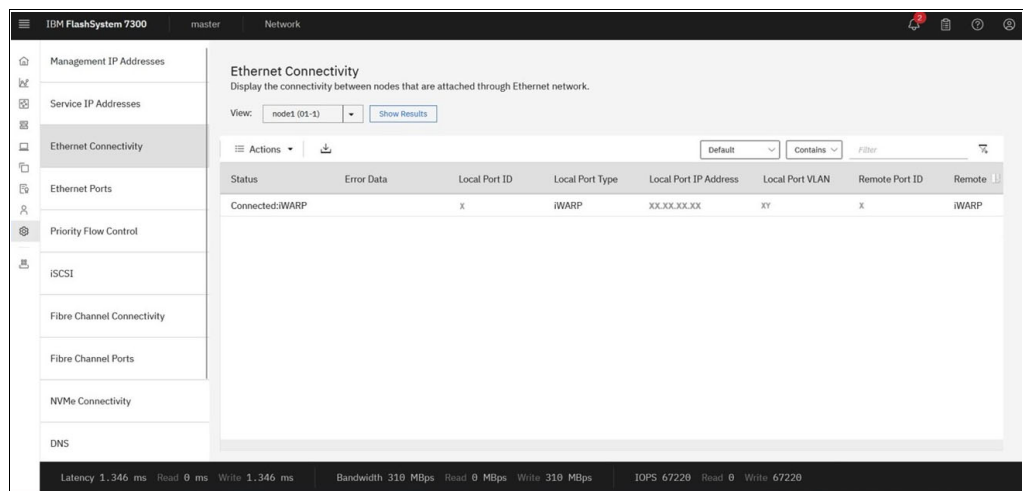 IBM FlashSystem 7300 master Network 2
Management IP Addresses
Service IP Addresses
Ethernet Connectivity
Ethernet Ports
Priority Flow Control
iSCSI
Fibre Channel Connectivity
Fibre Channel Ports
NVMe Connectivity
DNS
Ethernet Connectivity
Display the connectivity between nodes that are attached through Ethernet network.
View: node1 (01-1) Show Results
Actions Default Contains Filter
Status Error Data Local Port ID Local Port Type Local Port IP Address Local Port VLAN Remote Port ID Remote
Connected:iWARP X iWARP XX.XX.XX.XX XY X iWARP
Latency 1.346 ms Read 0 ms Write 1.346 ms Bandwidth 310 MBps Read 0 MBps Write 310 MBps IOPS 67220 Read 0 Write 67220